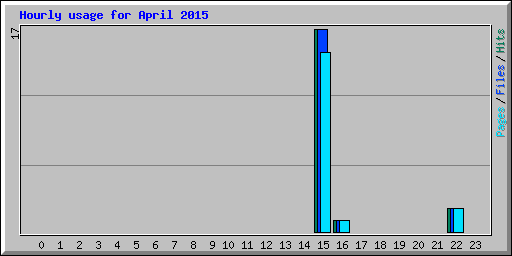 Hourly usage for April 2015
17
Pages/Files/Hits
0 1 2 3 4 5 6 7 8 9 10 11 12 13 14 15 16 17 18 19 20 21 22 23